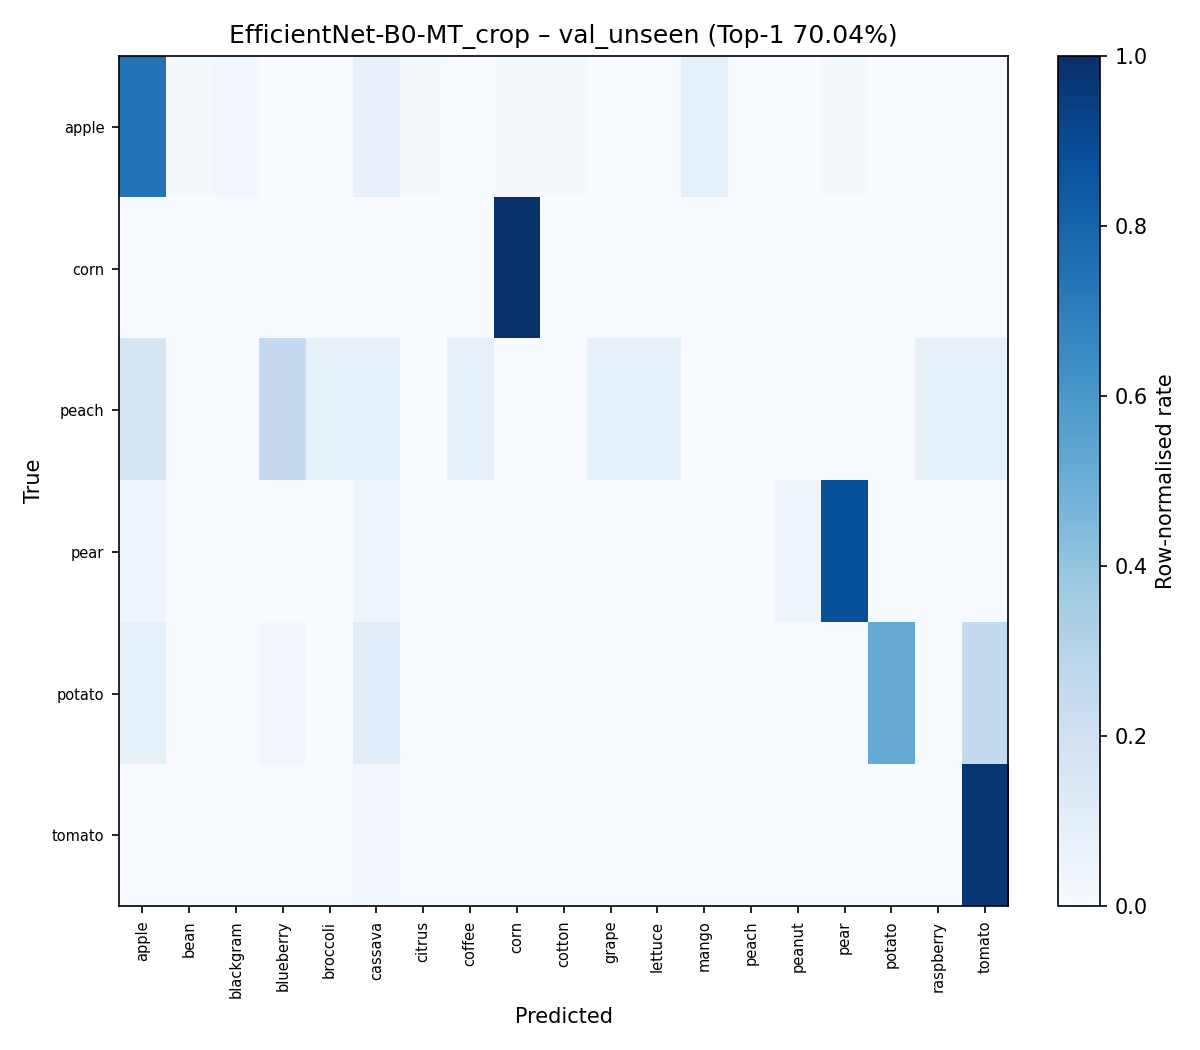 EfficientNet-B0-MT_crop – val_unseen (Top-1 70.04%)
True
apple
corn
peach
pear
potato
tomato
apple
bean
blackgram
blueberry
broccoli
cassava
citrus
coffee
corn
cotton
grape
lettuce
mango
peach
peanut
pear
potato
raspberry
tomato
Predicted
1.0
0.8
0.6
0.4
0.2
0.0
Row-normalised rate